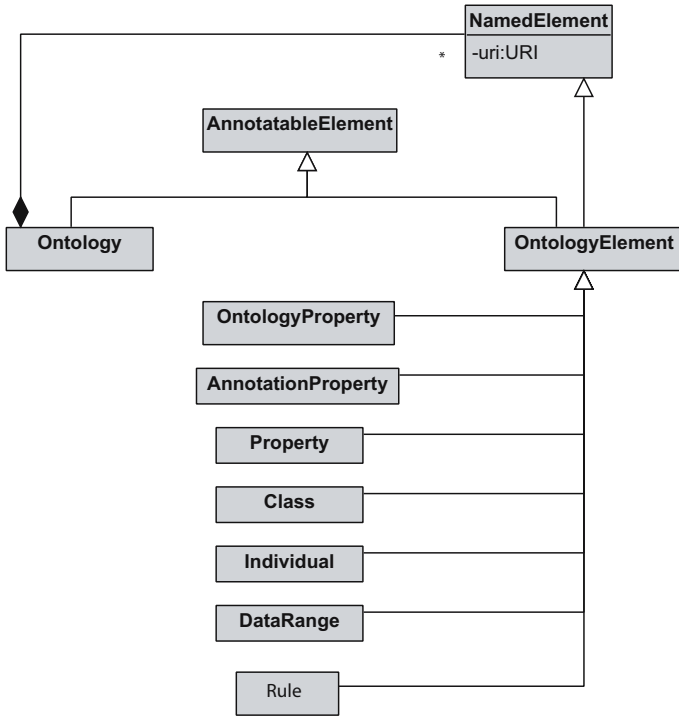 NamedElement
-uri:URI
*
AnnotatableElement
Ontology
OntologyElement
OntologyProperty
AnnotationProperty
Property
Class
Individual
DataRange
Rule